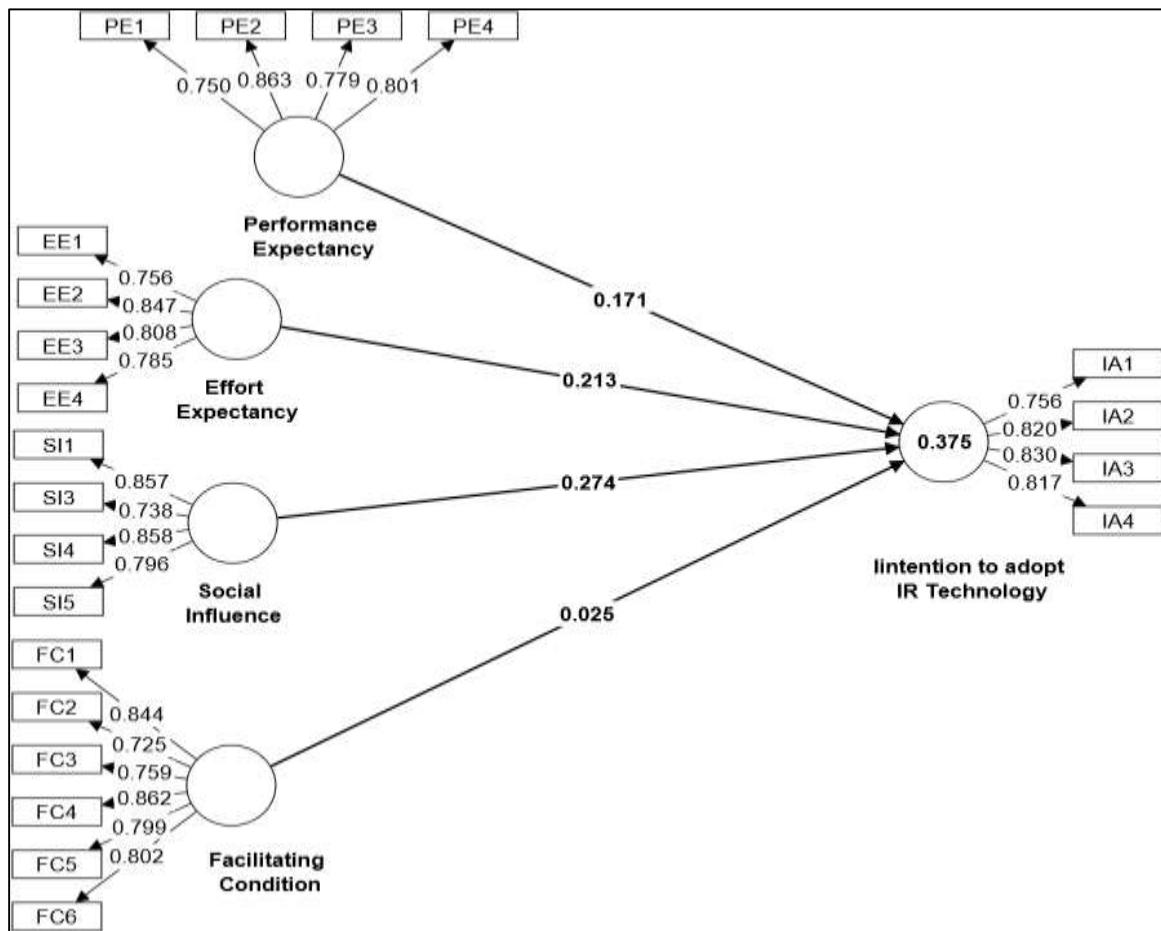 PE1 PE2 PE3 PE4
0.750 0.863 0.779 0.801
Performance
Expectancy
0.171
EE1
EE2
EE3
EE4
0.756
0.847
0.808
0.785
Effort
Expectancy
0.213
SI1
SI3
SI4
SI5
0.857
0.738
0.858
0.796
Social
Influence
0.274
FC1
FC2
FC3
FC4
FC5
FC6
0.844
0.725
0.759
0.862
0.799
0.802
Facilitating
Condition
0.025
0.375
0.756
0.820
0.830
0.817
IA1
IA2
IA3
IA4
Iintention to adopt
IR Technology